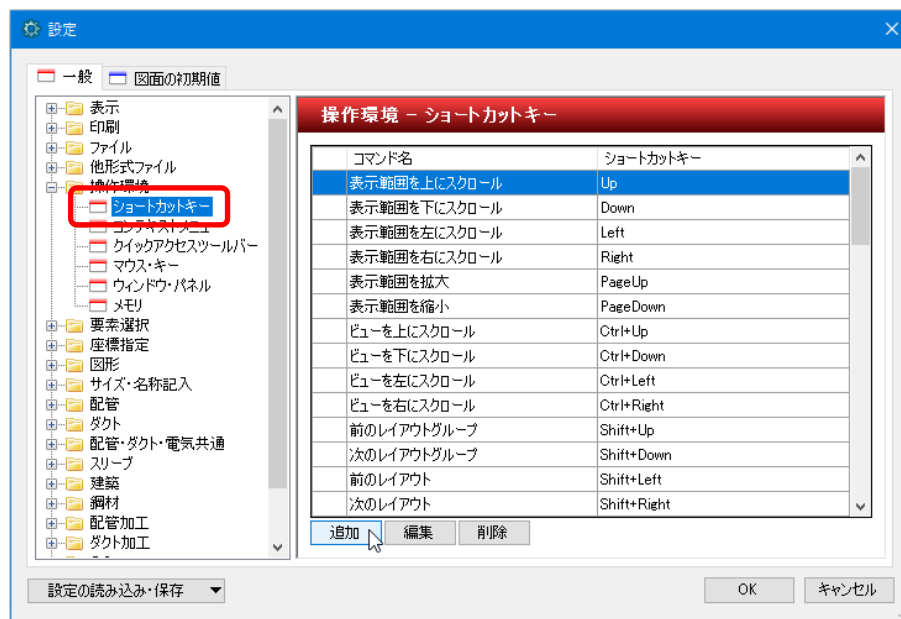 設定
一般
図面の初期値
表示
印刷
ファイル
他形式ファイル
操作環境
ショートカットキー
コンテキストメニュー
クイックアクセスツールバー
マウス・キー
ウィンドウ・パネル
メモリ
要素選択
座標指定
図形
サイズ・名称記入
配管
ダクト
配管・ダクト・電気共通
スリーブ
建築
鋼材
配管加工
ダクト加工
操作環境 - ショートカットキー
コマンド名 ショートカットキー
表示範囲を上にスクロール Up
表示範囲を下にスクロール Down
表示範囲を左にスクロール Left
表示範囲を右にスクロール Right
表示範囲を拡大 PageUp
表示範囲を縮小 PageDown
ビューを上にスクロール Ctrl+Up
ビューを下にスクロール Ctrl+Down
ビューを左にスクロール Ctrl+Left
ビューを右にスクロール Ctrl+Right
前のレイアウトグループ Shift+Up
次のレイアウトグループ Shift+Down
前のレイアウト Shift+Left
次のレイアウト Shift+Right
追加 編集 削除
設定の読み込み・保存
OK キャンセル